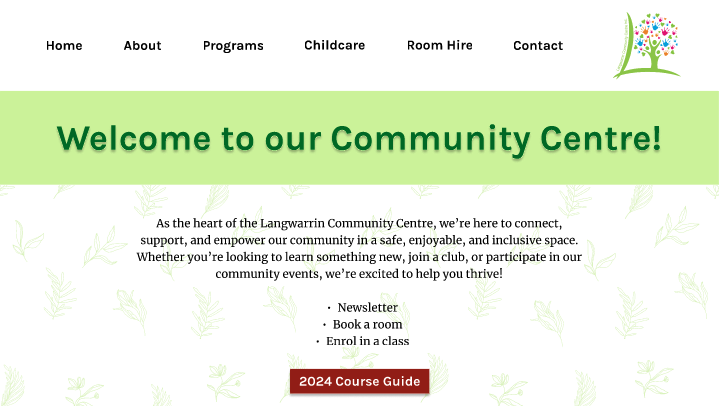 Home About Programs Childcare Room Hire Contact
Welcome to our Community Centre!
As the heart of the Langwarrin Community Centre, we're here to connect,
support, and empower our community in a safe, enjoyable, and inclusive space.
Whether you're looking to learn something new, join a club, or participate in our
community events, we're excited to help you thrive!
• Newsletter
• Book a room
• Enrol in a class
2024 Course Guide